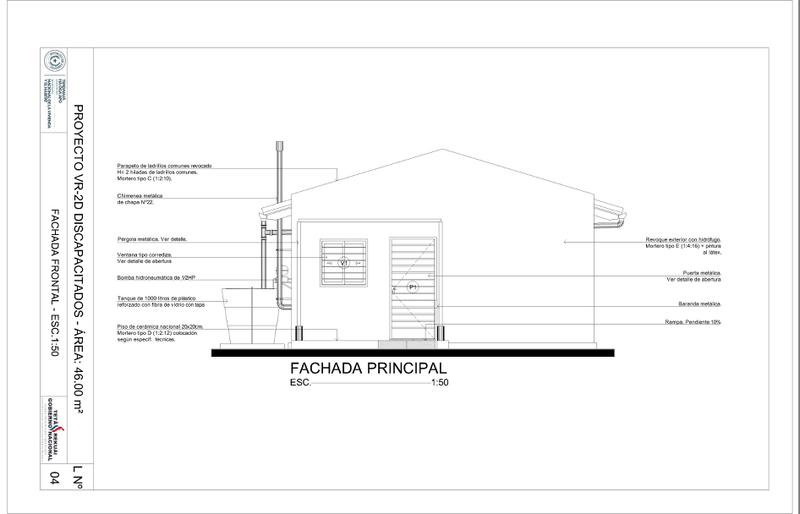 Parapeto de ladrillos comunes revocado
H= 2 hiladas de ladrillos comunes.
Mortero tipo C (1:2:10).
Chimenea metálica
de chapa N°22.
Pérgola metálica. Ver detalle.
Ventana tipo corrediza.
Ver detalle de abertura.
Bomba hidroneumática de 1/2HP
Tanque de 1000 litros de plástico
reforzado con fibra de vidrio con tapa
Piso de cerámica nacional 20x20cm.
Mortero tipo D (1:2:12) colocación
según especif. técnicas.
V1
P1
Revoque exterior con hidrófugo.
Mortero tipo E (1:4:16) + pintura
al látex.
Puerta metálica.
Ver detalle de abertura
Baranda metálica.
Rampa. Pendiente 10%
FACHADA PRINCIPAL
ESC. 1:50
PROYECTO VR-2D DISCAPACITADOS - ÁREA: 46.00 m²
FACHADA FRONTAL - ESC.1:50
TETÃ REKUÁI
GOBIERNO NACIONAL
L Nº
04